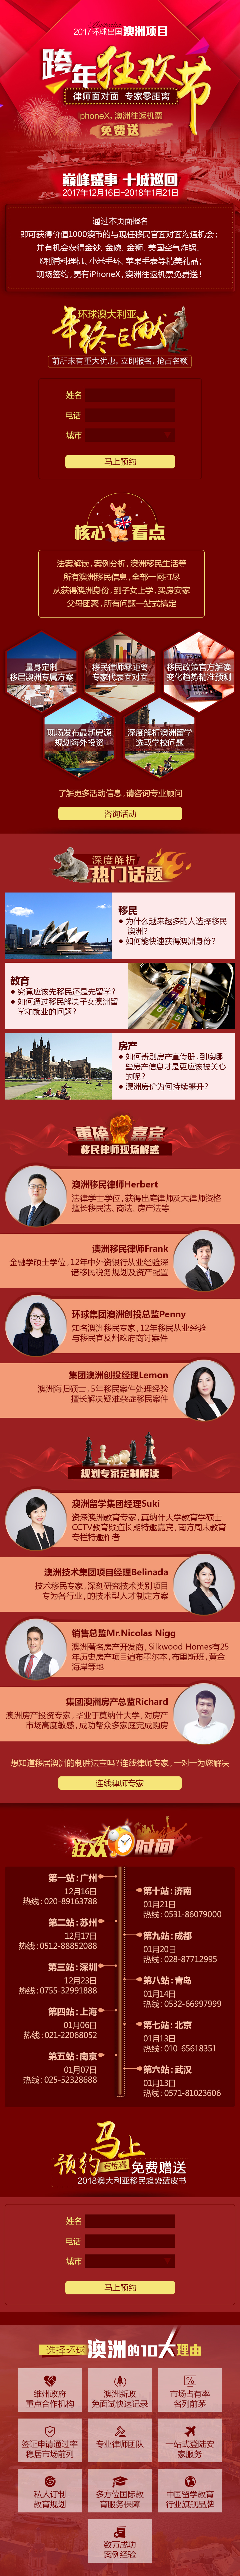 2017环球出国澳洲项目
跨年狂欢节
律师面对面 专家零距离
IphoneX，澳洲往返机票
免费送
巅峰盛事 十城巡回
2017年12月16日-2018年1月21日
通过本页面报名
即可获得价值1000澳币的与现任移民官面对面沟通机会；
并有机会获得金钞、金碗、金狮、美国空气炸锅、
飞利浦料理机、小米手环、苹果手表等精美礼品；
现场签约，更有iPhoneX，澳洲往返机票免费送！
环球澳大利亚
年终巨献
前所未有重大优惠，立即报名，抢占名额
姓名
电话
城市
马上预约
核心看点
法案解读，案例分析，澳洲移民生活等
所有澳洲移民信息，全部一网打尽
从获得澳洲身份，到子女上学，买房安家
父母团聚，所有问题一站式搞定
量身定制
移居澳洲专属方案
移民律师零距离
专家代表面对面
移民政策官方解读
变化趋势精准预测
现场发布最新房源
规划海外投资
深度解析澳洲留学
选取学校问题
了解更多活动信息，请咨询专业顾问
咨询活动
深度解析
热门话题
移民
● 为什么越来越多的人选择移民
澳洲？
● 如何能快速获得澳洲身份？
教育
● 究竟应该先移民还是先留学？
● 如何通过移民解决子女澳洲留
学和就业的问题？
房产
● 如何辨别房产宣传册，到底哪
些房产信息才是更应该被关心
的呢？
● 澳洲房价为何持续攀升？
重磅嘉宾
移民律师现场解惑
澳洲移民律师Herbert
法律学士学位，获得出庭律师及大律师资格
擅长移民法、商法、房产法等
澳洲移民律师Frank
金融学硕士学位，12年中外资银行从业经验深
谙移民税务规划及资产配置
环球集团澳洲创投总监Penny
知名澳洲移民专家，12年移民从业经验
与移民官及州政府商讨案件
集团澳洲创投经理Lemon
澳洲海归硕士，5年移民案件处理经验
擅长解决疑难杂症移民案件
规划专家定制解读
澳洲留学集团经理Suki
资深澳洲教育专家，莫纳什大学教育学硕士
CCTV教育频道长期特邀嘉宾，南方周末教育
专栏特邀作者
澳洲技术集团项目经理Belinada
技术移民专家，深刻研究技术类别项目
专为各行业，的技术型人才制定方案
销售总监Mr.Nicolas Nigg
澳洲著名房产开发商，Silkwood Homes有25
年历史房产项目遍布墨尔本，布里斯班，黄金
海岸等地
集团澳洲房产总监Richard
澳洲房产投资专家，毕业于莫纳什大学，对房产
市场高度敏感，成功帮众多家庭完成购房
想知道移居澳洲的制胜法宝吗？连线律师专家，一对一为您解决
连线律师专家
狂欢时间
第一站：广州
12月16日
热线：020-89163788
第十站：济南
01月21日
热线：0531-86079000
第二站：苏州
12月17日
热线：0512-88852088
第九站：成都
01月20日
热线：028-87712995
第三站：深圳
12月23日
热线：0755-32991888
第八站：青岛
01月14日
热线：0532-66997999
第四站：上海
01月06日
热线：021-22068052
第七站：北京
01月13日
热线：010-65618351
第五站：南京
01月07日
热线：025-52328688
第六站：武汉
01月13日
热线：0571-81023606
马上
预约 有惊喜 免费赠送
2018澳大利亚移民趋势蓝皮书
姓名
电话
城市
马上预约
选择环球澳洲的10大理由
维州政府
重点合作机构
澳洲新政
免面试快速记录
市场占有率
名列前茅
签证申请通过率
稳居市场前列
专业律师团队
一站式登陆安
家服务
私人订制
教育规划
多方位国际教
育服务保障
中国留学教育
行业旗舰品牌
数万成功
案例经验